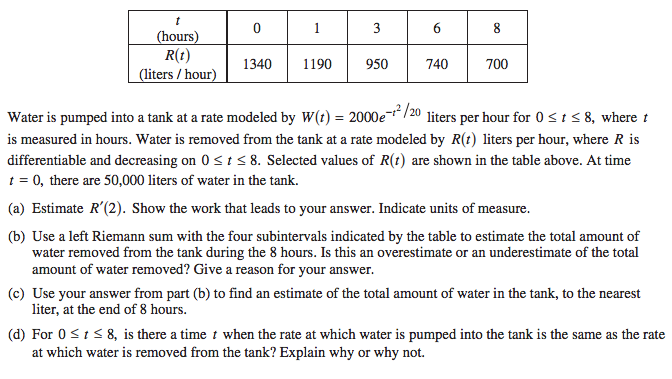 t (hours) 0 1 3 6 8
R(t) (liters / hour) 1340 1190 950 740 700
Water is pumped into a tank at a rate modeled by W(t) = 2000e^(-t²/20) liters per hour for 0 ≤ t ≤ 8, where t
is measured in hours. Water is removed from the tank at a rate modeled by R(t) liters per hour, where R is
differentiable and decreasing on 0 ≤ t ≤ 8. Selected values of R(t) are shown in the table above. At time
t = 0, there are 50,000 liters of water in the tank.
(a) Estimate R′(2). Show the work that leads to your answer. Indicate units of measure.
(b) Use a left Riemann sum with the four subintervals indicated by the table to estimate the total amount of
water removed from the tank during the 8 hours. Is this an overestimate or an underestimate of the total
amount of water removed? Give a reason for your answer.
(c) Use your answer from part (b) to find an estimate of the total amount of water in the tank, to the nearest
liter, at the end of 8 hours.
(d) For 0 ≤ t ≤ 8, is there a time t when the rate at which water is pumped into the tank is the same as the rate
at which water is removed from the tank? Explain why or why not.